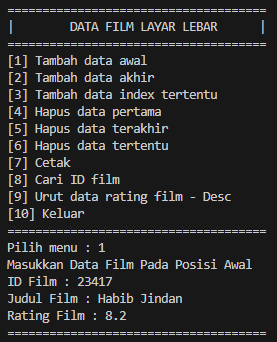 ====================================
|        DATA FILM LAYAR LEBAR      |
====================================
[1] Tambah data awal
[2] Tambah data akhir
[3] Tambah data index tertentu
[4] Hapus data pertama
[5] Hapus data terakhir
[6] Hapus data tertentu
[7] Cetak
[8] Cari ID film
[9] Urut data rating film - Desc
[10] Keluar
====================================
Pilih menu : 1
Masukkan Data Film Pada Posisi Awal
ID Film : 23417
Judul Film : Habib Jindan
Rating Film : 8.2
====================================